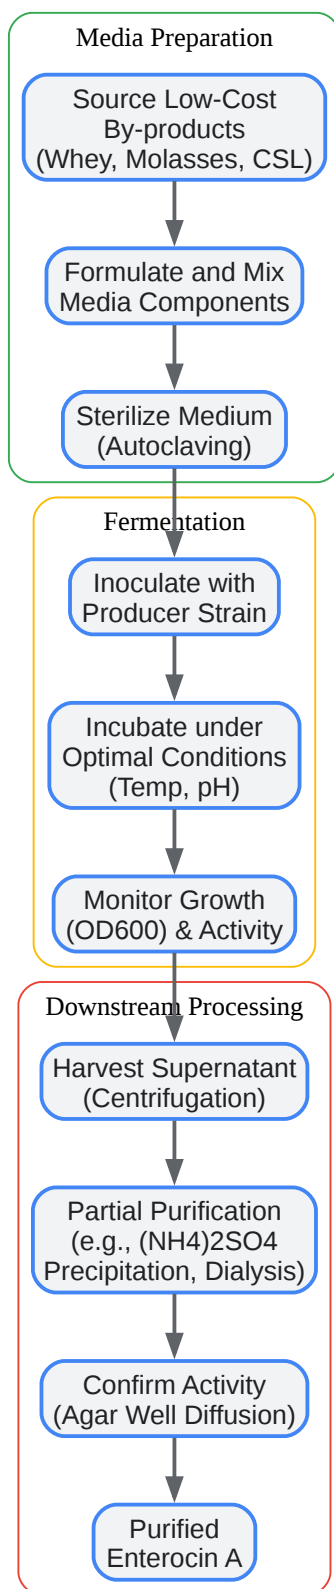 Media Preparation
Source Low-Cost
By-products
(Whey, Molasses, CSL)
Formulate and Mix
Media Components
Sterilize Medium
(Autoclaving)
Fermentation
Inoculate with
Producer Strain
Incubate under
Optimal Conditions
(Temp, pH)
Monitor Growth
(OD600) & Activity
Downstream Processing
Harvest Supernatant
(Centrifugation)
Partial Purification
(e.g., (NH4)2SO4
Precipitation, Dialysis)
Confirm Activity
(Agar Well Diffusion)
Purified
Enterocin A